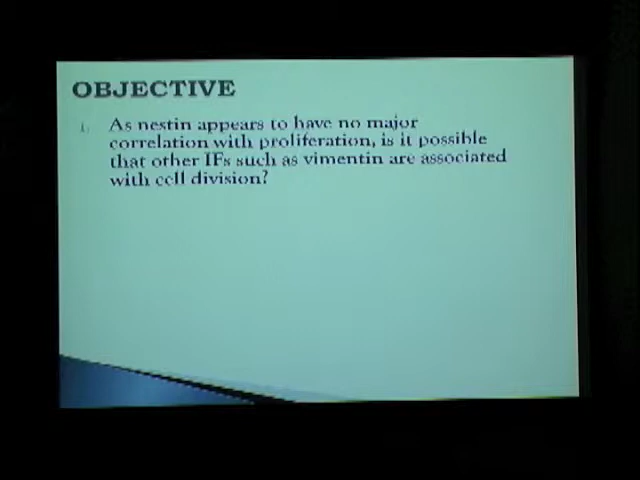 OBJECTIVE
1. As nestin appears to have no major
correlation with proliferation, is it possible
that other IFs such as vimentin are associated
with cell division?